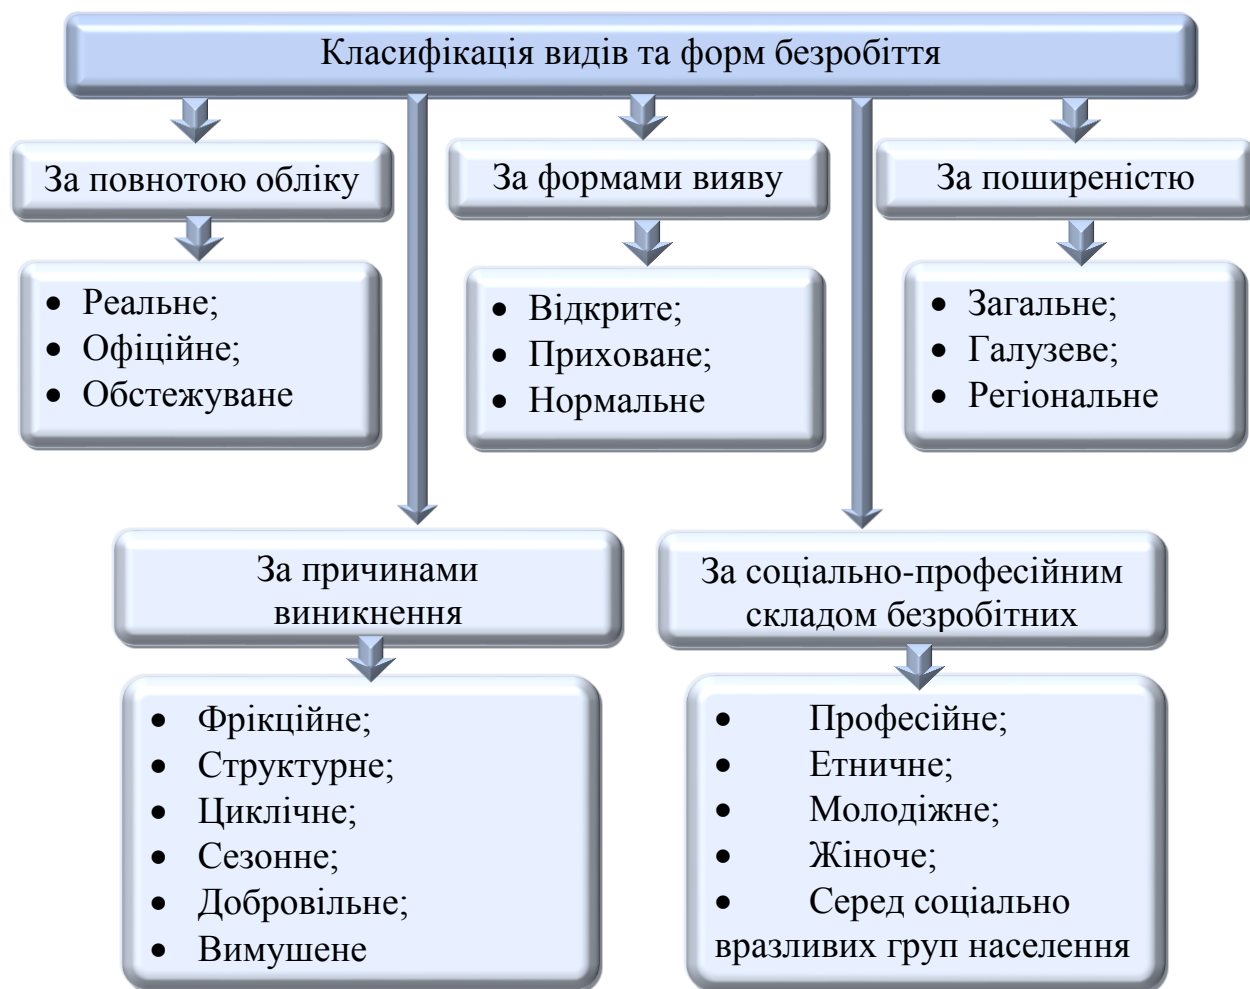 Класифікація видів та форм безробіття
За повнотою обліку
За формами вияву
За поширеністю
• Реальне;
• Офіційне;
• Обстежуване
• Відкрите;
• Приховане;
• Нормальне
• Загальне;
• Галузеве;
• Регіональне
За причинами
виникнення
За соціально-професійним
складом безробітних
• Фрікційне;
• Структурне;
• Циклічне;
• Сезонне;
• Добровільне;
• Вимушене
• Професійне;
• Етничне;
• Молодіжне;
• Жіноче;
• Серед соціально
вразливих груп населення